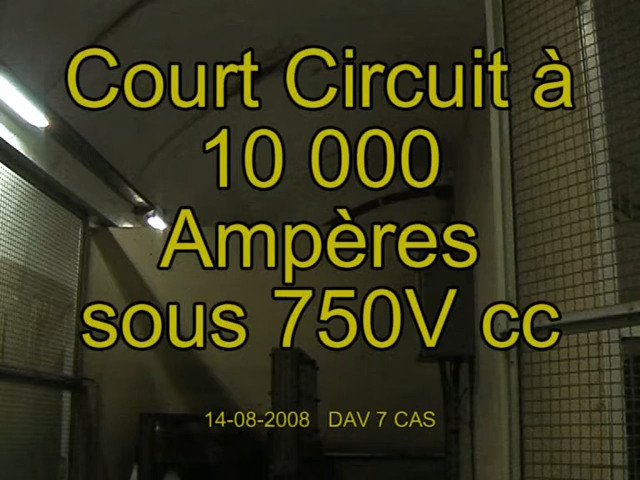 Court Circuit à
10 000
Ampères
sous 750V cc
14-08-2008 DAV 7 CAS